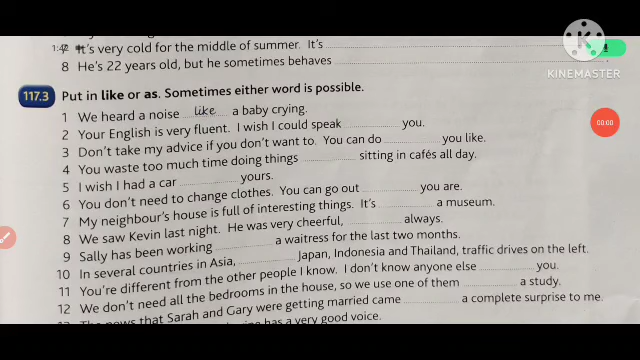 1:42
7 It's very cold for the middle of summer. It's
8 He's 22 years old, but he sometimes behaves
KINEMASTER
00:00
117.3 Put in like or as. Sometimes either word is possible.
1 We heard a noise like a baby crying.
2 Your English is very fluent. I wish I could speak you.
3 Don't take my advice if you don't want to. You can do you like.
4 You waste too much time doing things sitting in cafés all day.
5 I wish I had a car yours.
6 You don't need to change clothes. You can go out you are.
7 My neighbour's house is full of interesting things. It's a museum.
8 We saw Kevin last night. He was very cheerful, always.
9 Sally has been working a waitress for the last two months.
10 In several countries in Asia, Japan, Indonesia and Thailand, traffic drives on the left.
11 You're different from the other people I know. I don't know anyone else you.
12 We don't need all the bedrooms in the house, so we use one of them a study.
13 The news that Sarah and Gary were getting married came a complete surprise to me.
has a very good voice.